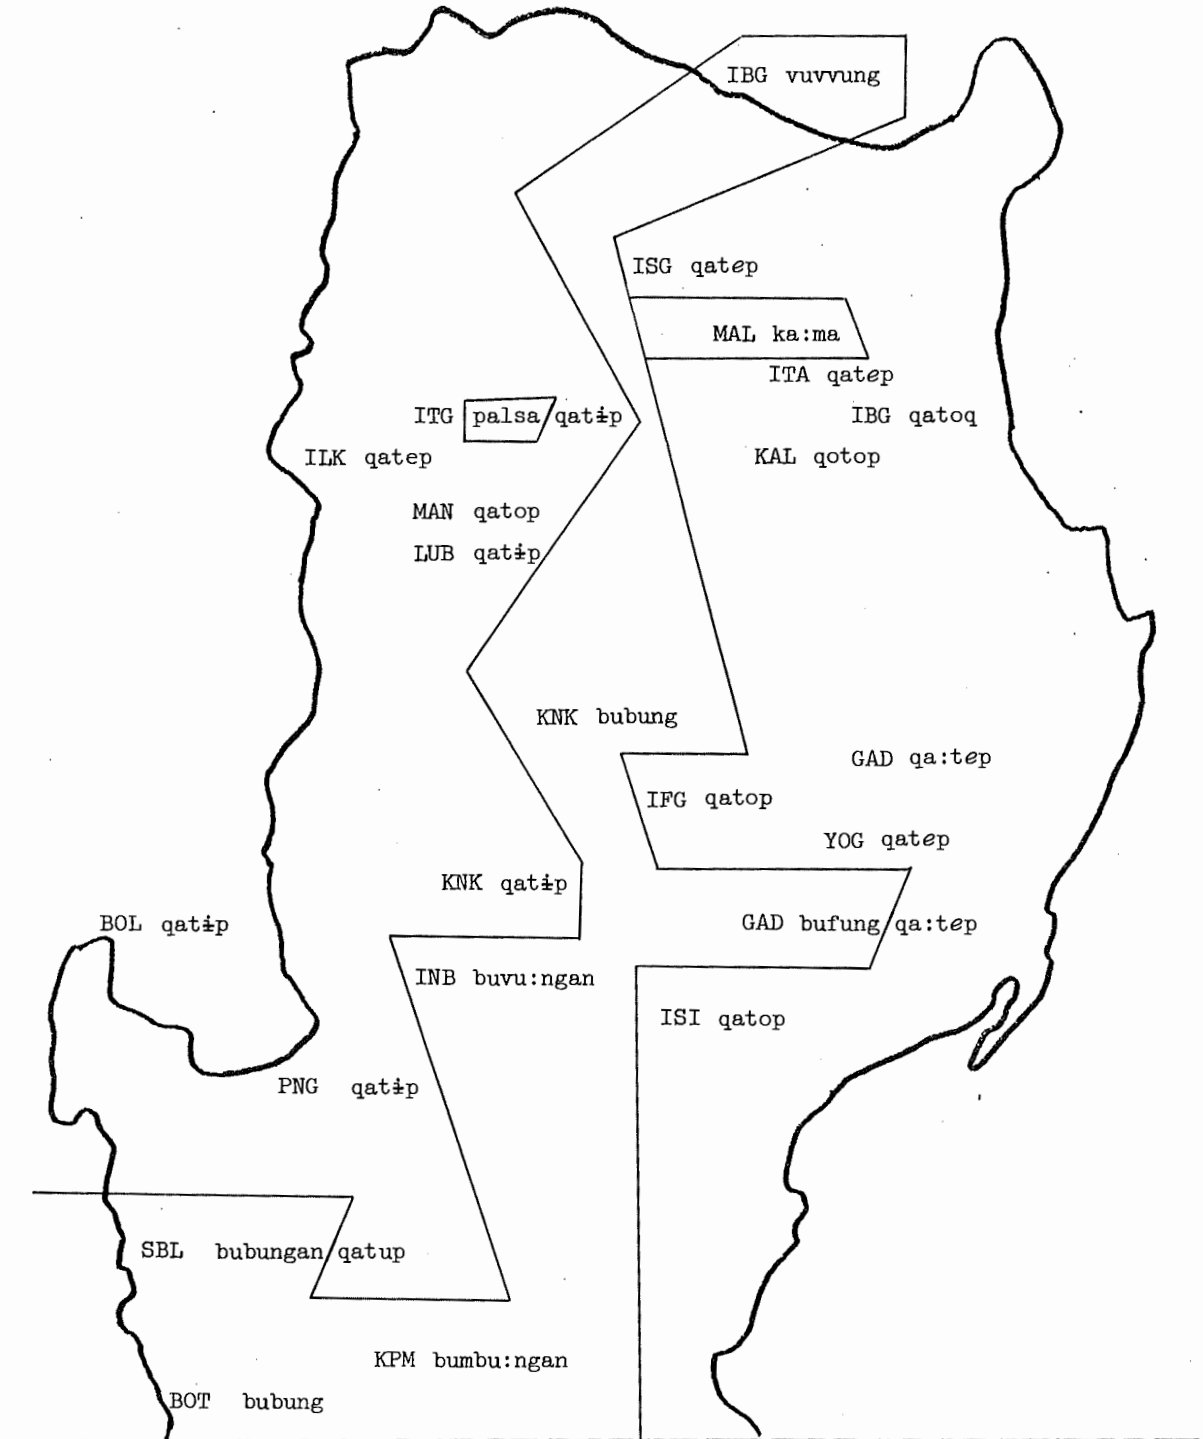 IBG vuvvung
ISG qatep
MAL ka:ma
ITA qatep
ITG palsa/qatɨp
IBG qatoq
ILK qatep
KAL qotop
MAN qatop
LUB qatɨp
KNK bubung
GAD qa:tep
IFG qatop
YOG qatep
KNK qatɨp
BOL qatɨp
GAD bufung/qa:tep
INB buvu:ngan
ISI qatop
PNG qatɨp
SBL bubungan/qatup
KPM bumbu:ngan
BOT bubung